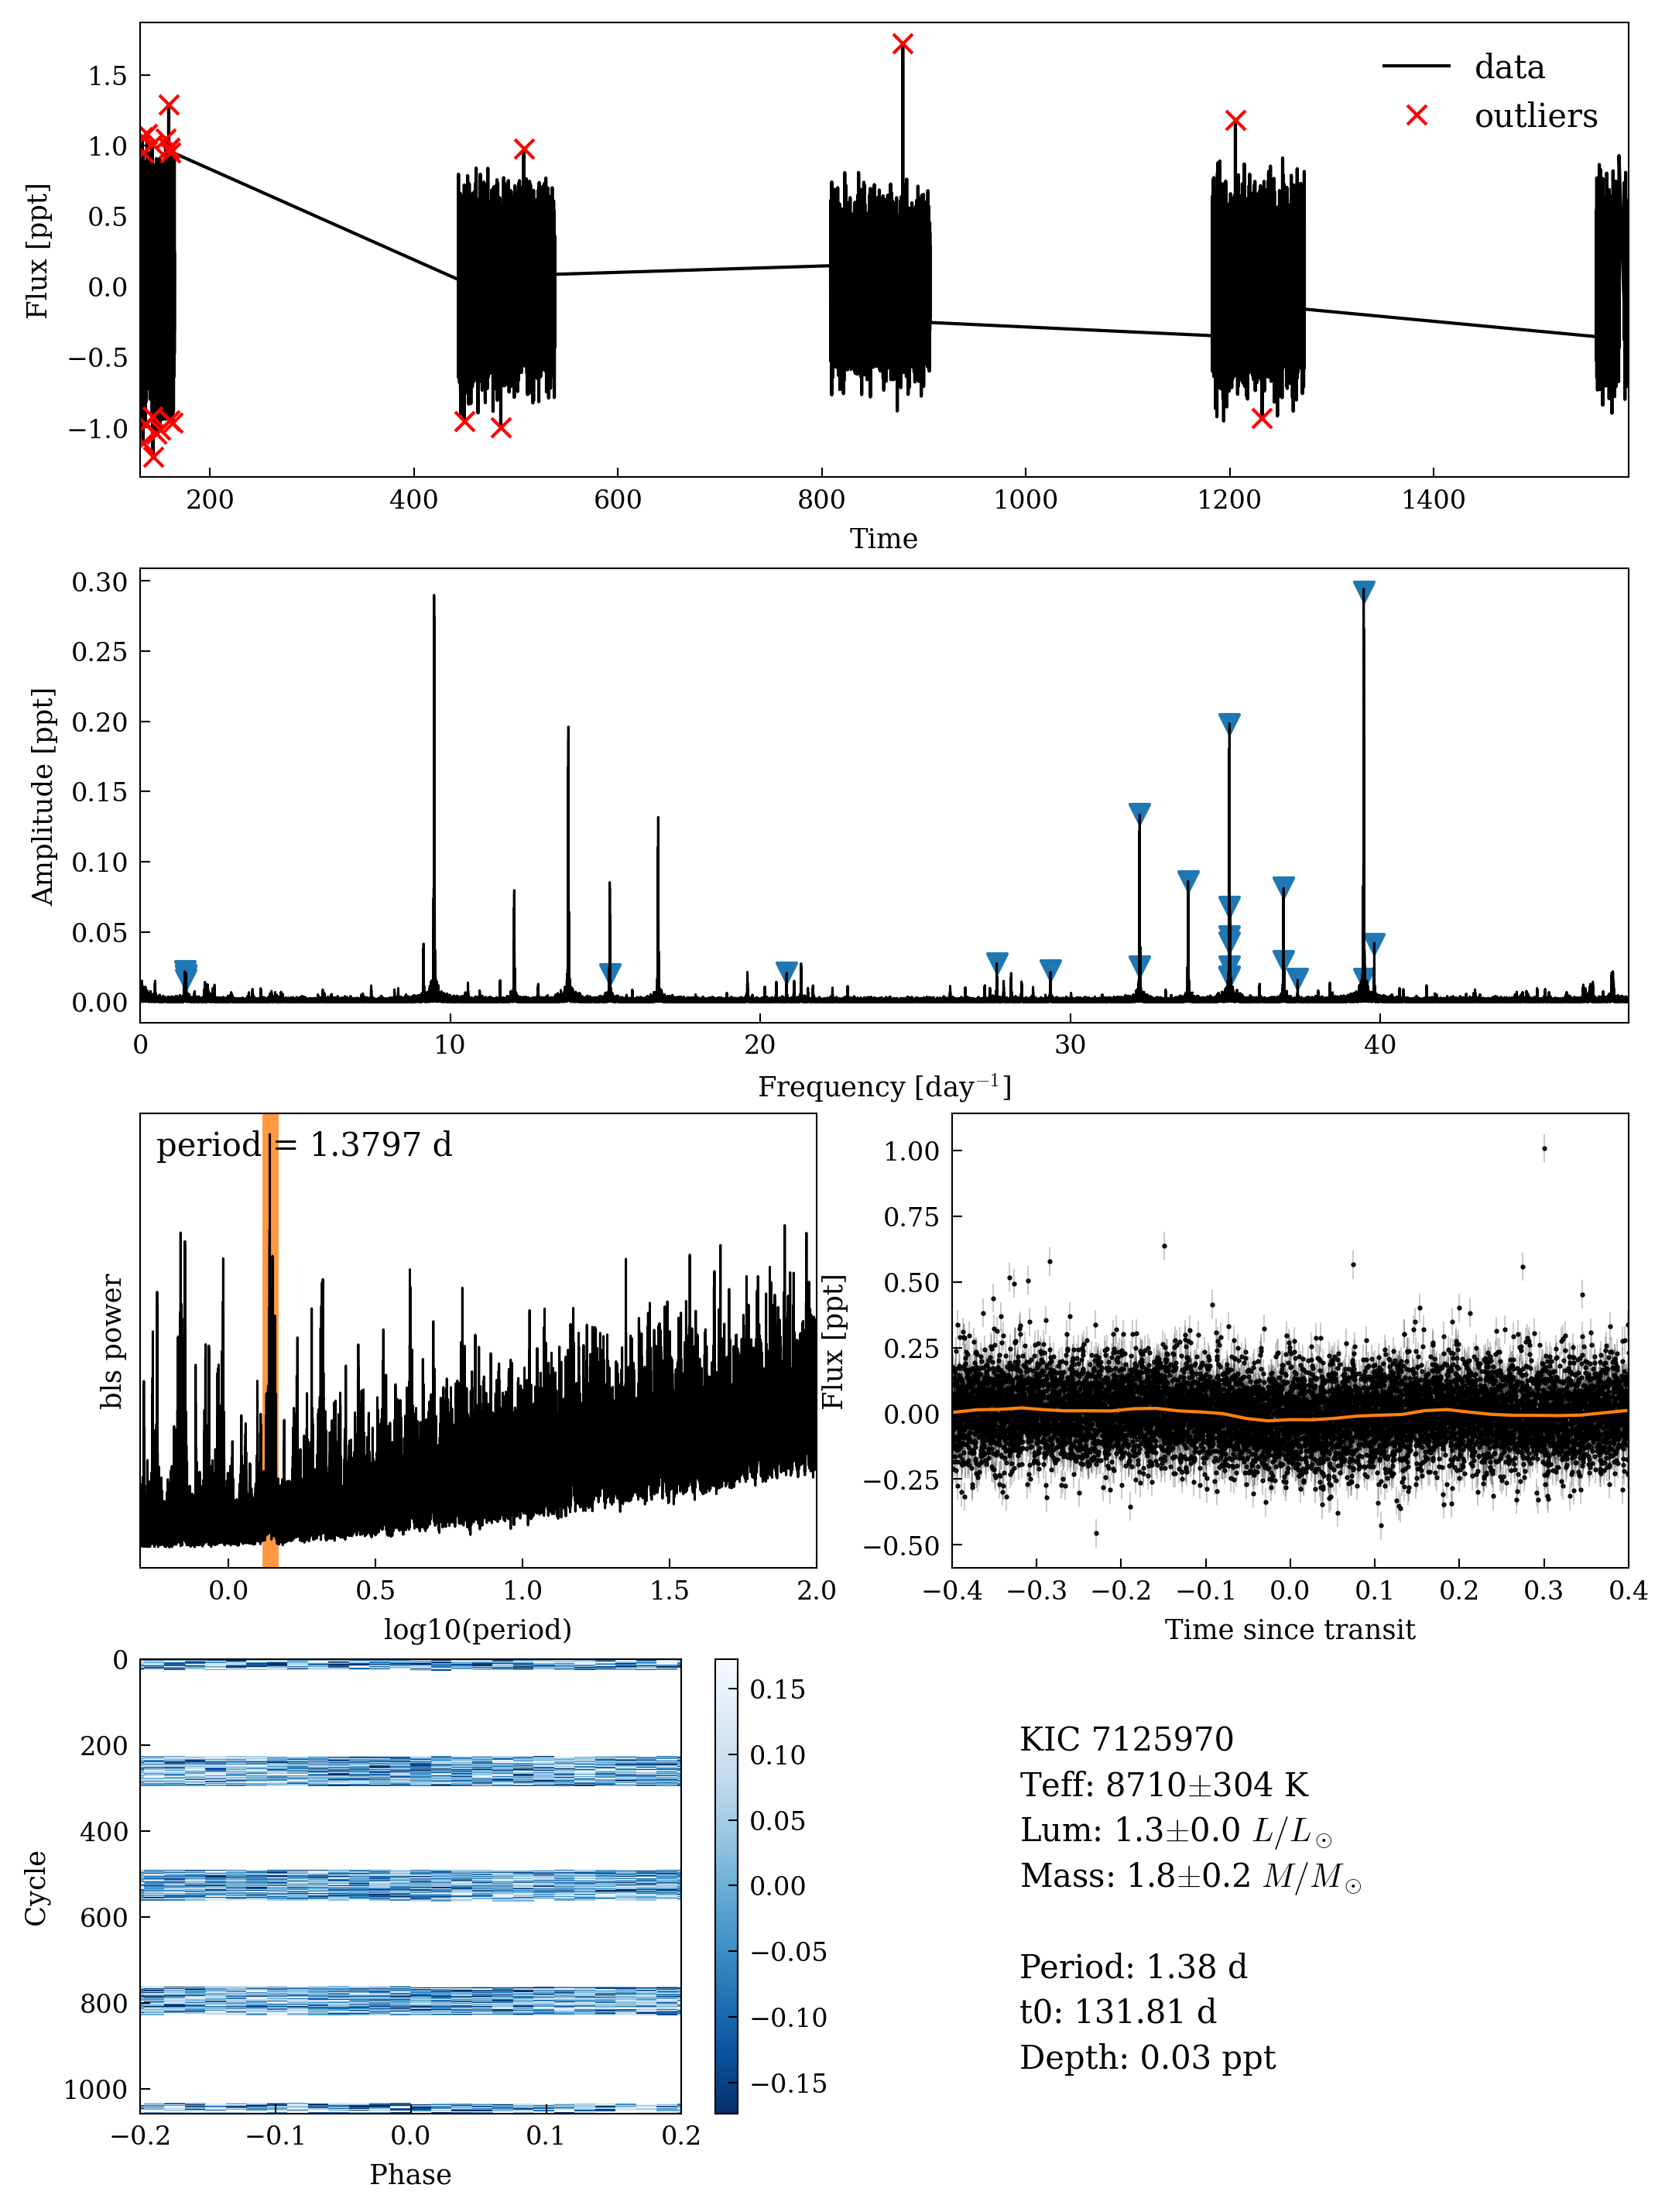 1.5
1.0
0.5
0.0
−0.5
−1.0
Flux [ppt]
data
outliers
200 400 600 800 1000 1200 1400
Time
0.30
0.25
0.20
0.15
0.10
0.05
0.00
Amplitude [ppt]
0 10 20 30 40
Frequency [day⁻¹]
period = 1.3797 d
bls power
0.0 0.5 1.0 1.5 2.0
log10(period)
1.00
0.75
0.50
0.25
0.00
−0.25
−0.50
Flux [ppt]
−0.4 −0.3 −0.2 −0.1 0.0 0.1 0.2 0.3 0.4
Time since transit
0
200
400
600
800
1000
Cycle
−0.2 −0.1 0.0 0.1 0.2
Phase
0.15
0.10
0.05
0.00
−0.05
−0.10
−0.15
KIC 7125970
Teff: 8710±304 K
Lum: 1.3±0.0 L/L⊙
Mass: 1.8±0.2 M/M⊙
Period: 1.38 d
t0: 131.81 d
Depth: 0.03 ppt